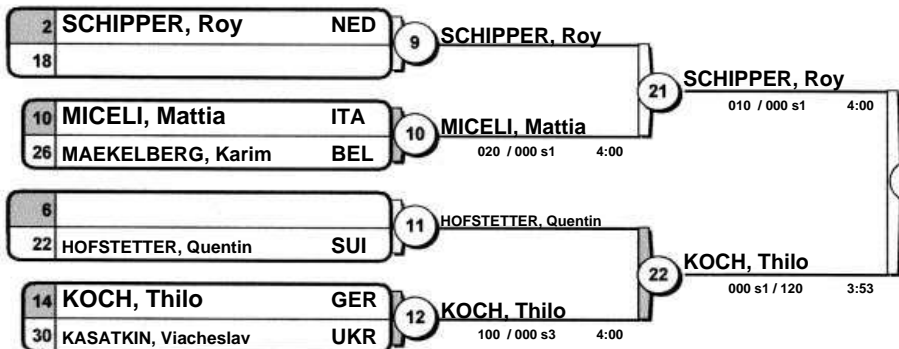 2 SCHIPPER, Roy NED
18
9 SCHIPPER, Roy
10 MICELI, Mattia ITA
26 MAEKELBERG, Karim BEL
10 MICELI, Mattia
020 / 000 s1 4:00
21 SCHIPPER, Roy
010 / 000 s1 4:00
6
22 HOFSTETTER, Quentin SUI
11 HOFSTETTER, Quentin
14 KOCH, Thilo GER
30 KASATKIN, Viacheslav UKR
12 KOCH, Thilo
100 / 000 s3 4:00
22 KOCH, Thilo
000 s1 / 120 3:53